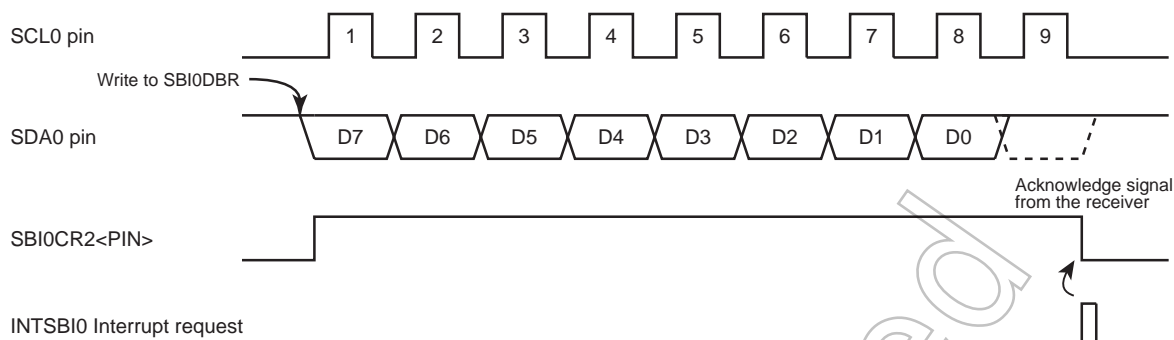 SCL0 pin
1 2 3 4 5 6 7 8 9
Write to SBI0DBR
SDA0 pin
D7 D6 D5 D4 D3 D2 D1 D0
Acknowledge signal
from the receiver
SBI0CR2<PIN>
INTSBI0 Interrupt request